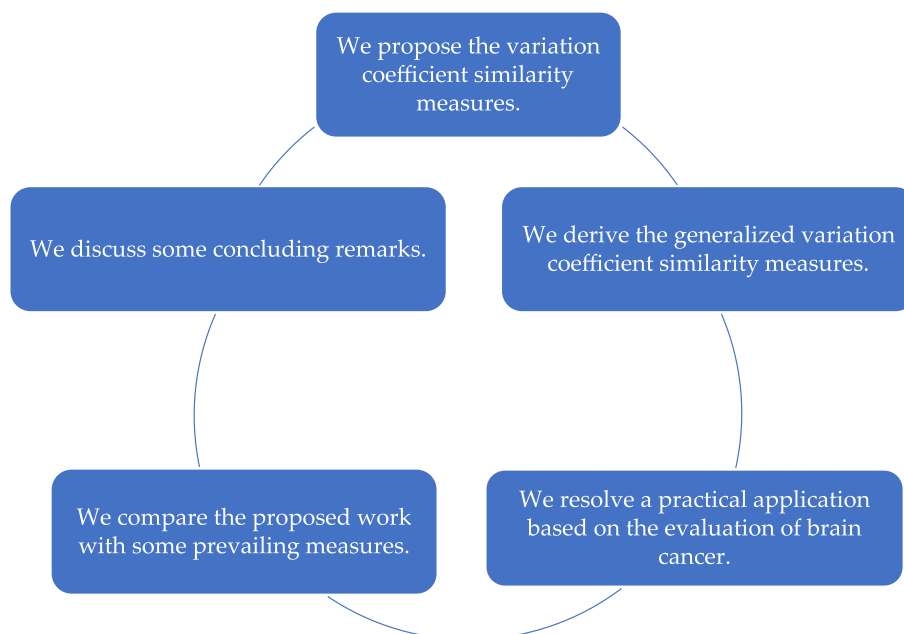 We propose the variation
coefficient similarity
measures.
We derive the generalized variation
coefficient similarity measures.
We resolve a practical application
based on the evaluation of brain
cancer.
We compare the proposed work
with some prevailing measures.
We discuss some concluding remarks.